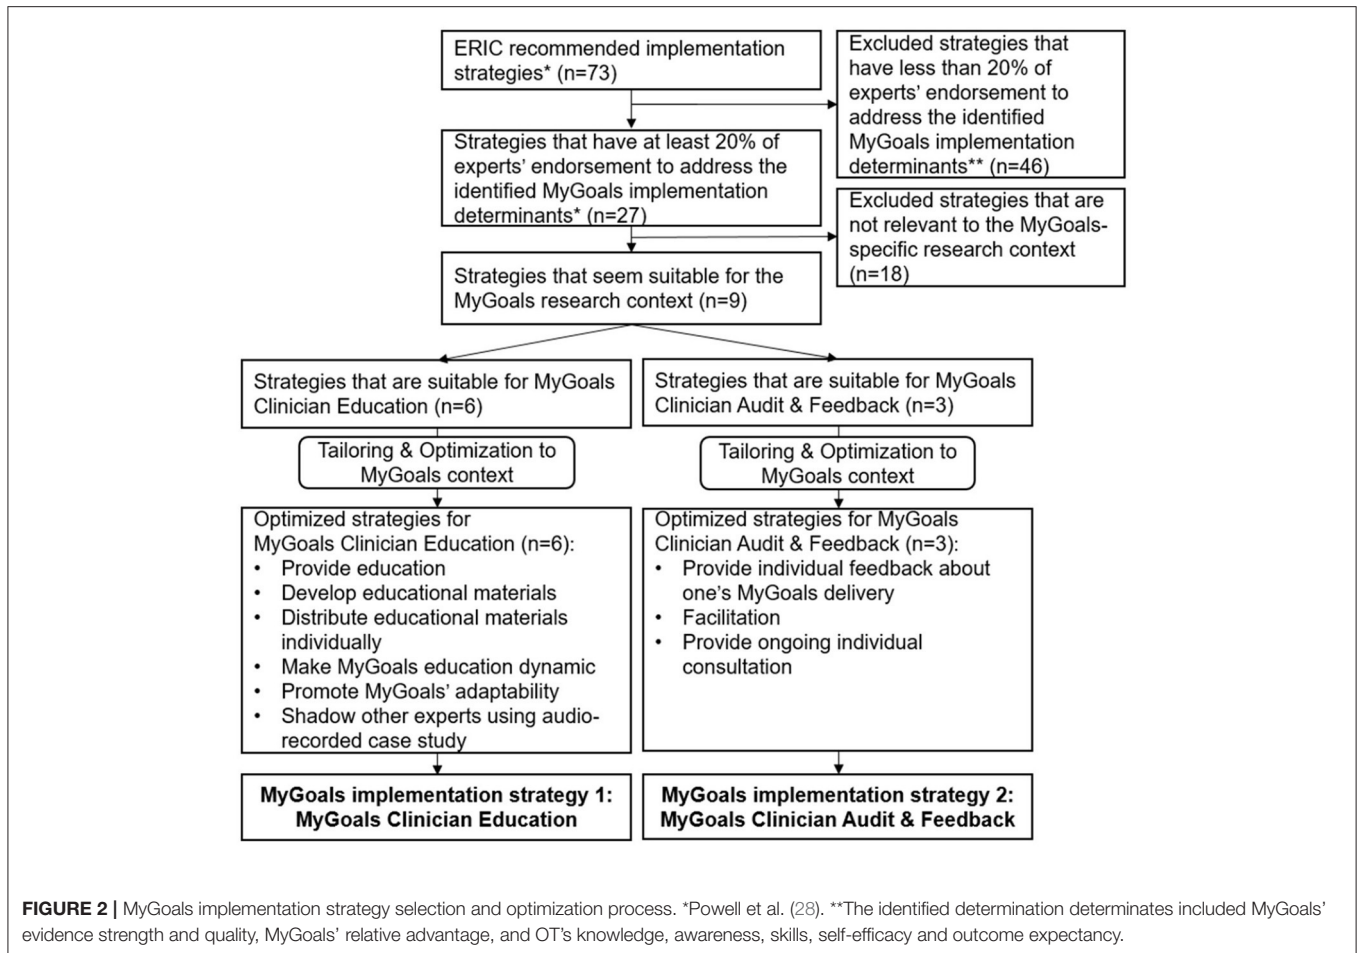 ERIC recommended implementation
strategies* (n=73)
Excluded strategies that
have less than 20% of
experts' endorsement to
address the identified
MyGoals implementation
determinants** (n=46)
Strategies that have at least 20% of
experts' endorsement to address the
identified MyGoals implementation
determinants* (n=27)
Excluded strategies that are
not relevant to the MyGoals-
specific research context
(n=18)
Strategies that seem suitable for the
MyGoals research context (n=9)
Strategies that are suitable for MyGoals
Clinician Education (n=6)
Strategies that are suitable for MyGoals
Clinician Audit & Feedback (n=3)
Tailoring & Optimization to
MyGoals context
Tailoring & Optimization to
MyGoals context
Optimized strategies for
MyGoals Clinician Education (n=6):
• Provide education
• Develop educational materials
• Distribute educational materials
individually
• Make MyGoals education dynamic
• Promote MyGoals' adaptability
• Shadow other experts using audio-
recorded case study
Optimized strategies for MyGoals
Clinician Audit & Feedback (n=3):
• Provide individual feedback about
one's MyGoals delivery
• Facilitation
• Provide ongoing individual
consultation
MyGoals implementation strategy 1:
MyGoals Clinician Education
MyGoals implementation strategy 2:
MyGoals Clinician Audit & Feedback
FIGURE 2 | MyGoals implementation strategy selection and optimization process. *Powell et al. (28). **The identified determination determinates included MyGoals'
evidence strength and quality, MyGoals' relative advantage, and OT's knowledge, awareness, skills, self-efficacy and outcome expectancy.